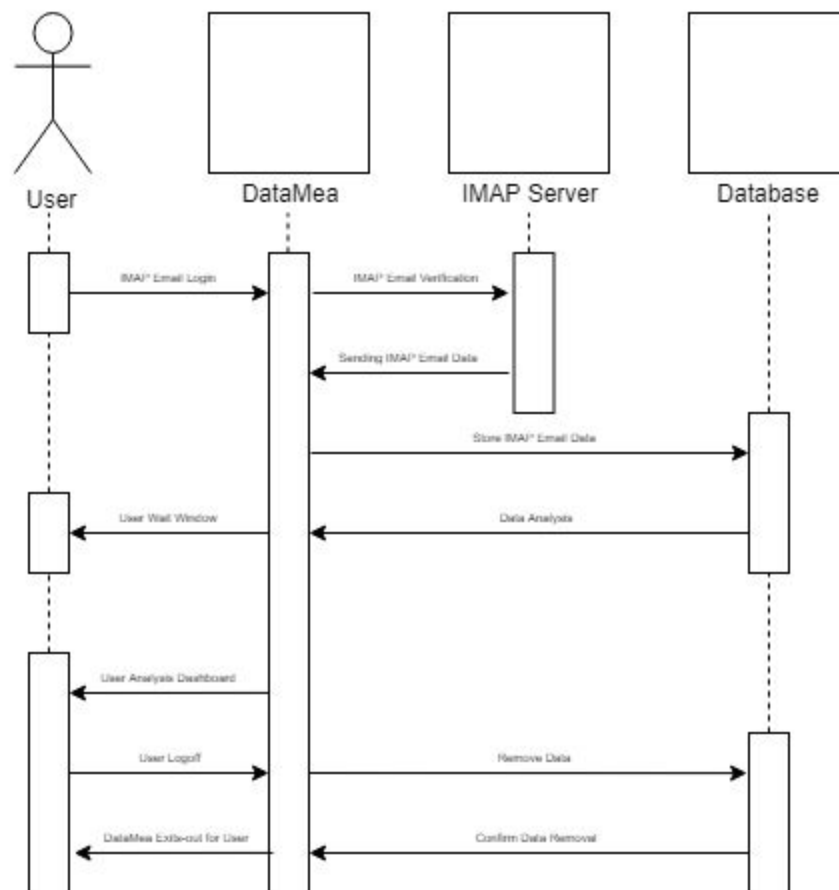 User
DataMea
IMAP Server
Database
IMAP Email Login
IMAP Email Verification
Sending IMAP Email Data
Store IMAP Email Data
User Wait Window
Data Analysis
User Analysis Dashboard
User Logoff
Remove Data
DataMea Exits-out for User
Confirm Data Removal